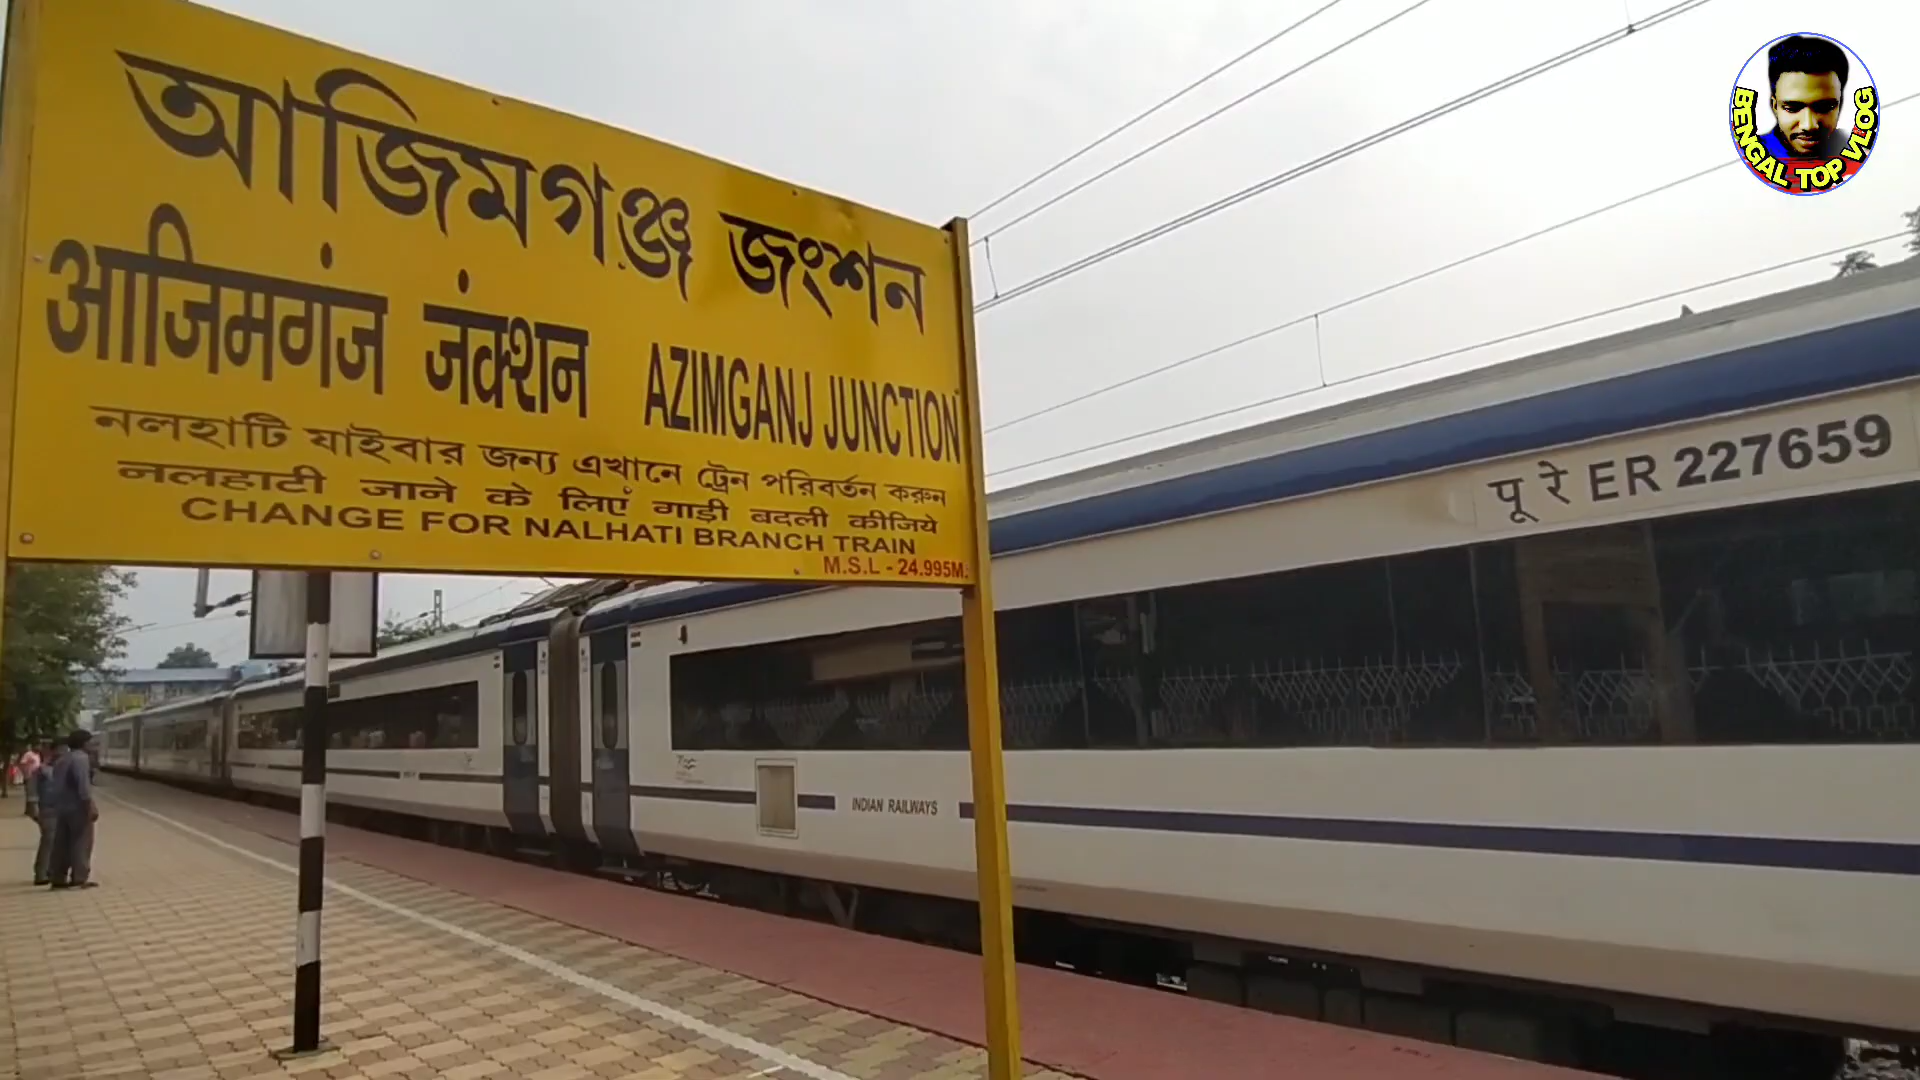 আজিমগঞ্জ জংশন
आजिमगंज जंक्शन AZIMGANJ JUNCTION
নলহাটি যাইবার জন্য এখানে ট্রেন পরিবর্তন করুন
नलहाटी जाने के लिएँ गाड़ी बदली कीजिये
CHANGE FOR NALHATI BRANCH TRAIN
M.S.L - 24.995M.
पू रे ER 227659
INDIAN RAILWAYS
BENGAL TOP VLOG